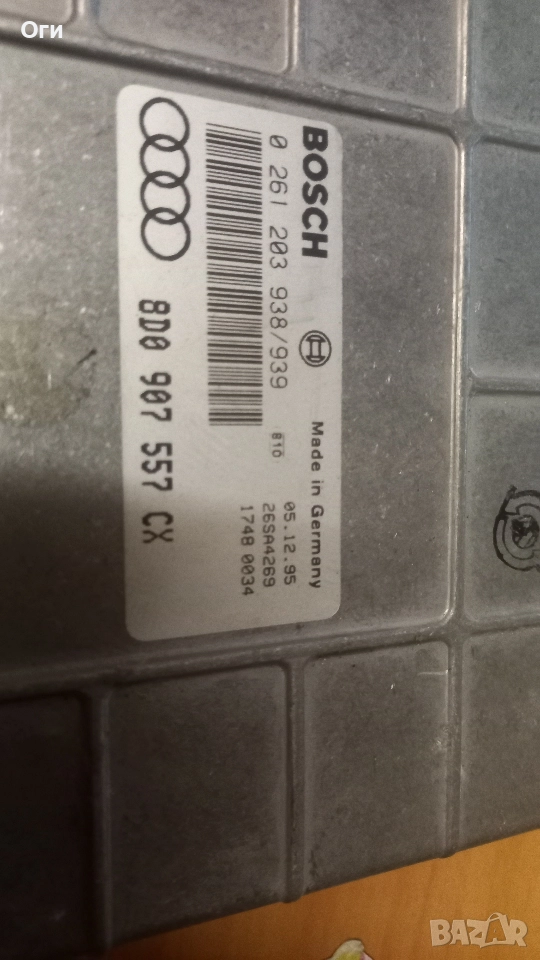 Оги
BOSCH
Made in Germany
0 261 203 938/939
810
05.12.95
26SA4269
1748 0034
8D0 907 557 CX
BAZAR